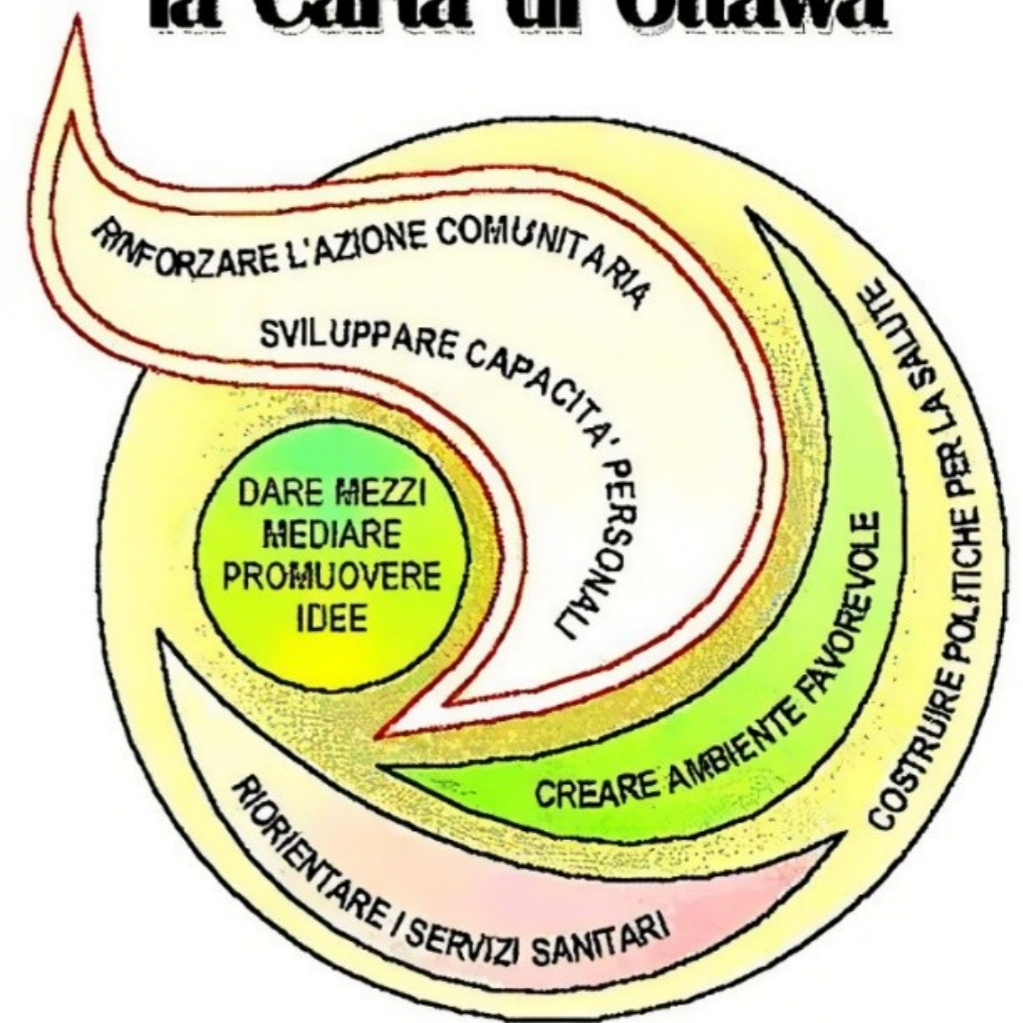 la Carta di Ottawa
RINFORZARE L'AZIONE COMUNITARIA
SVILUPPARE CAPACITA' PERSONALI
DARE MEZZI
MEDIARE
PROMUOVERE
IDEE
CREARE AMBIENTE FAVOREVOLE
COSTRUIRE POLITICHE PER LA SALUTE
RIORIENTARE I SERVIZI SANITARI